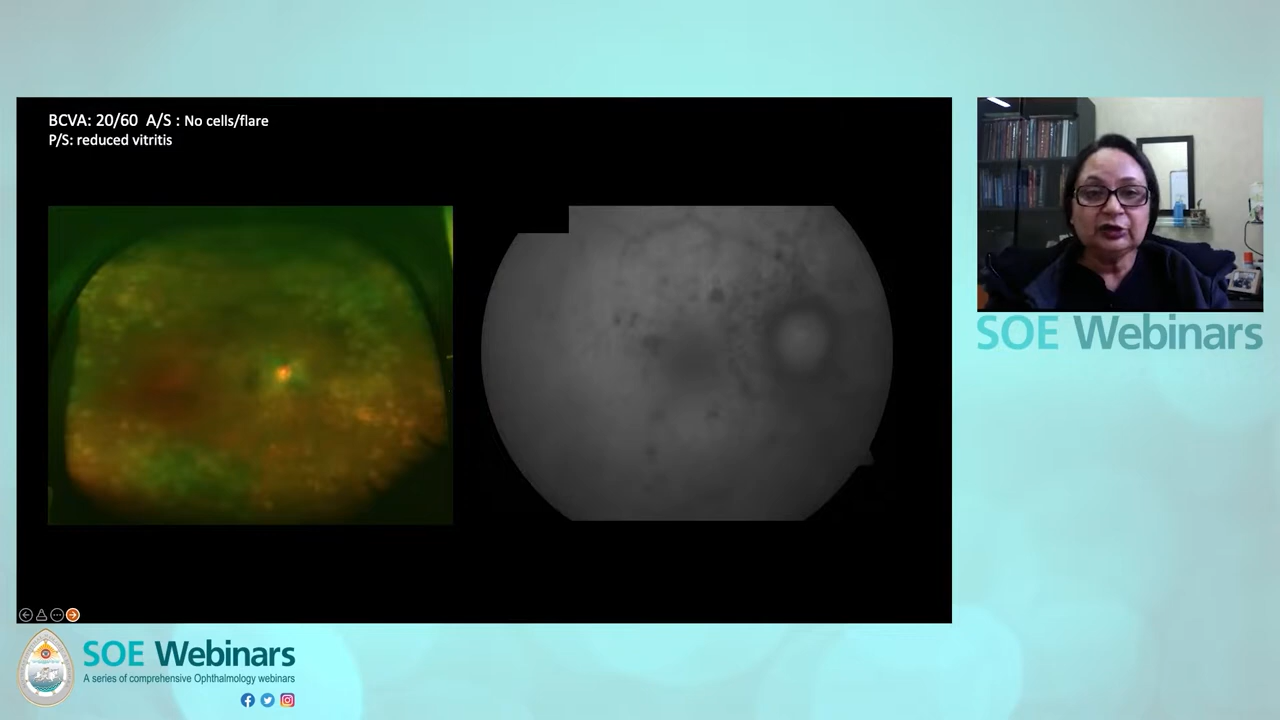 BCVA: 20/60 A/S : No cells/flare
P/S: reduced vitritis
SOE Webinars
SOE Webinars
A series of comprehensive Ophthalmology webinars